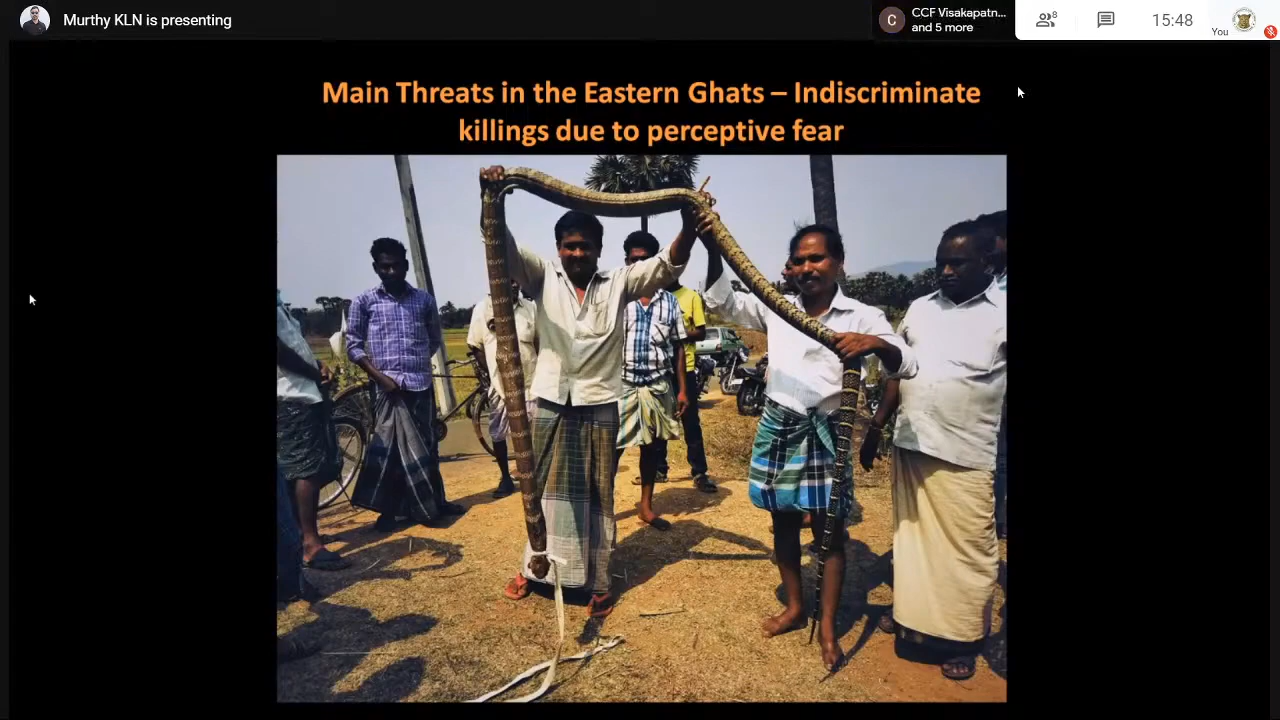 Murthy KLN is presenting
C
CCF Visakapatn...
and 5 more
8
15:48
You
Main Threats in the Eastern Ghats – Indiscriminate
killings due to perceptive fear